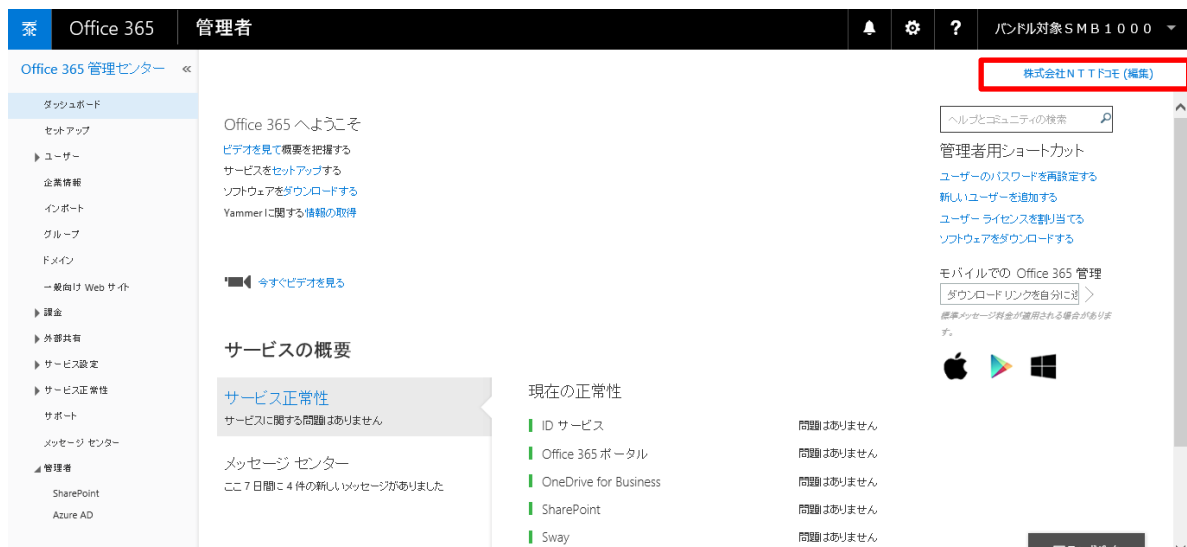 Office 365
管理者
?
バンドル対象ＳＭＢ１０００
Office 365 管理センター «
株式会社ＮＴＴドコモ (編集)
ダッシュボード
セットアップ
ユーザー
企業情報
インポート
グループ
ドメイン
一般向け Web サイト
課金
外部共有
サービス設定
サービス正常性
サポート
メッセージ センター
管理者
SharePoint
Azure AD
Office 365 へようこそ
ビデオを見て概要を把握する
サービスをセットアップする
ソフトウェアをダウンロードする
Yammer に関する情報の取得
今すぐビデオを見る
サービスの概要
サービス正常性
サービスに関する問題はありません
メッセージ センター
ここ 7 日間に 4 件の新しいメッセージがありました
現在の正常性
ID サービス 問題はありません
Office 365 ポータル 問題はありません
OneDrive for Business 問題はありません
SharePoint 問題はありません
Sway 問題はありません
ヘルプとコミュニティの検索
管理者用ショートカット
ユーザーのパスワードを再設定する
新しいユーザーを追加する
ユーザー ライセンスを割り当てる
ソフトウェアをダウンロードする
モバイルでの Office 365 管理
ダウンロード リンクを自分に送
標準メッセージ料金が適用される場合がありま
す。